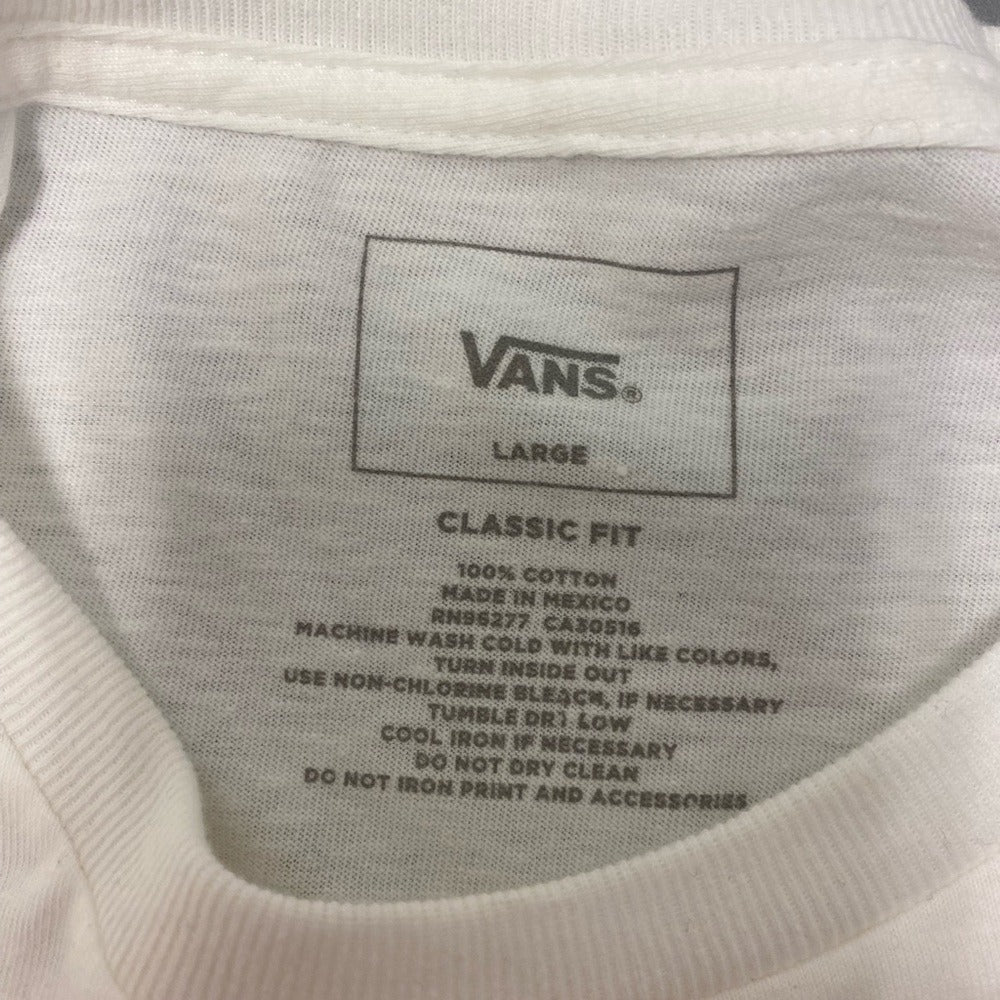 VANS®
LARGE
CLASSIC FIT
100% COTTON
MADE IN MEXICO
RN96277 CA30516
MACHINE WASH COLD WITH LIKE COLORS,
TURN INSIDE OUT
USE NON-CHLORINE BLEACH, IF NECESSARY
TUMBLE DRY LOW
COOL IRON IF NECESSARY
DO NOT DRY CLEAN
DO NOT IRON PRINT AND ACCESSORIES